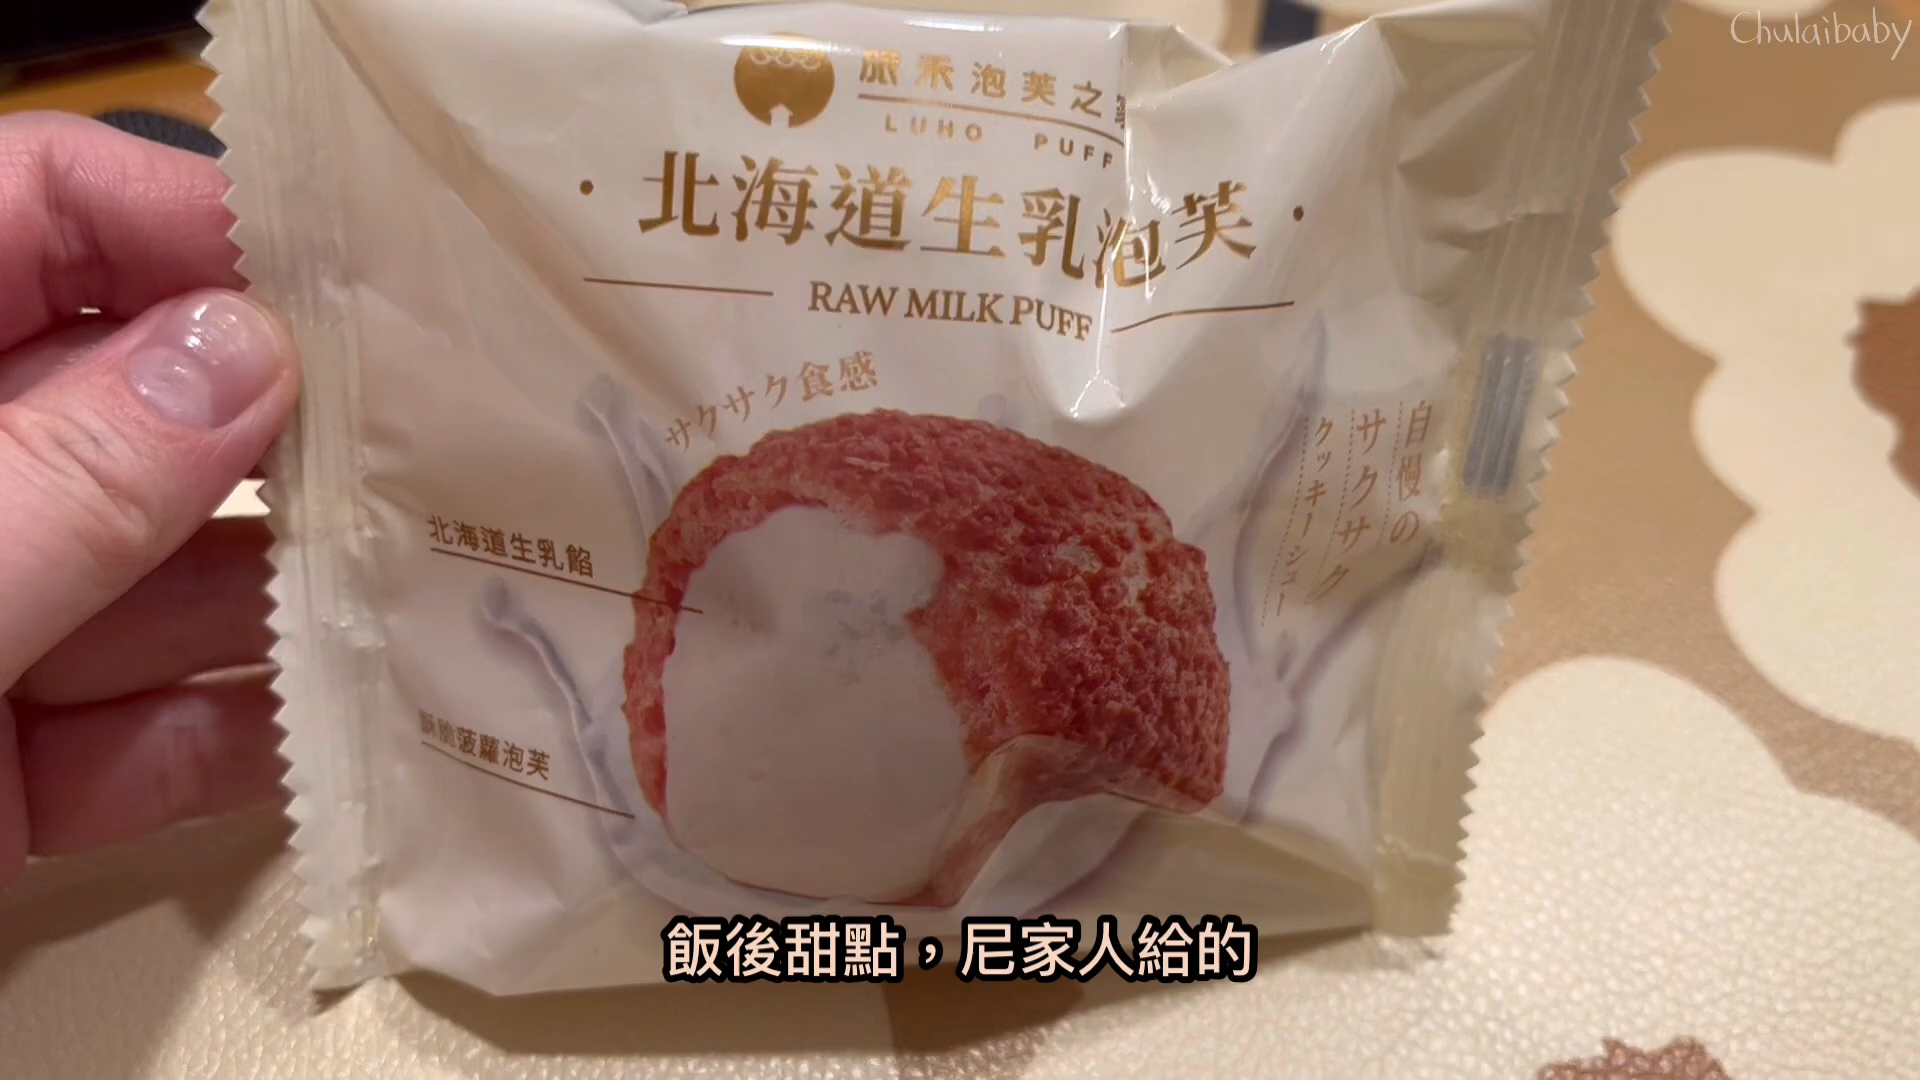 Chulaibaby
旅禾泡芙之家
LUHO PUFF
·北海道生乳泡芙·
RAW MILK PUFF
サクサク食感
自慢の
サクサク
クッキーシュー
北海道生乳餡
酥脆菠蘿泡芙
飯後甜點，尼家人給的